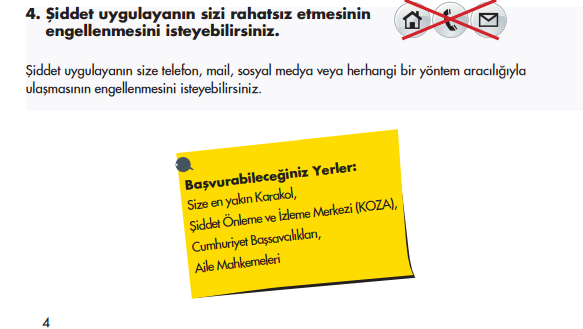 4. Şiddet uygulayanın sizi rahatsız etmesinin
engellenmesini isteyebilirsiniz.
Şiddet uygulayanın size telefon, mail, sosyal medya veya herhangi bir yöntem aracılığıyla
ulaşmasının engellenmesini isteyebilirsiniz.
Başvurabileceğiniz Yerler:
Size en yakın Karakol,
Şiddet Önleme ve İzleme Merkezi (KOZA),
Cumhuriyet Başsavcılıkları,
Aile Mahkemeleri
4